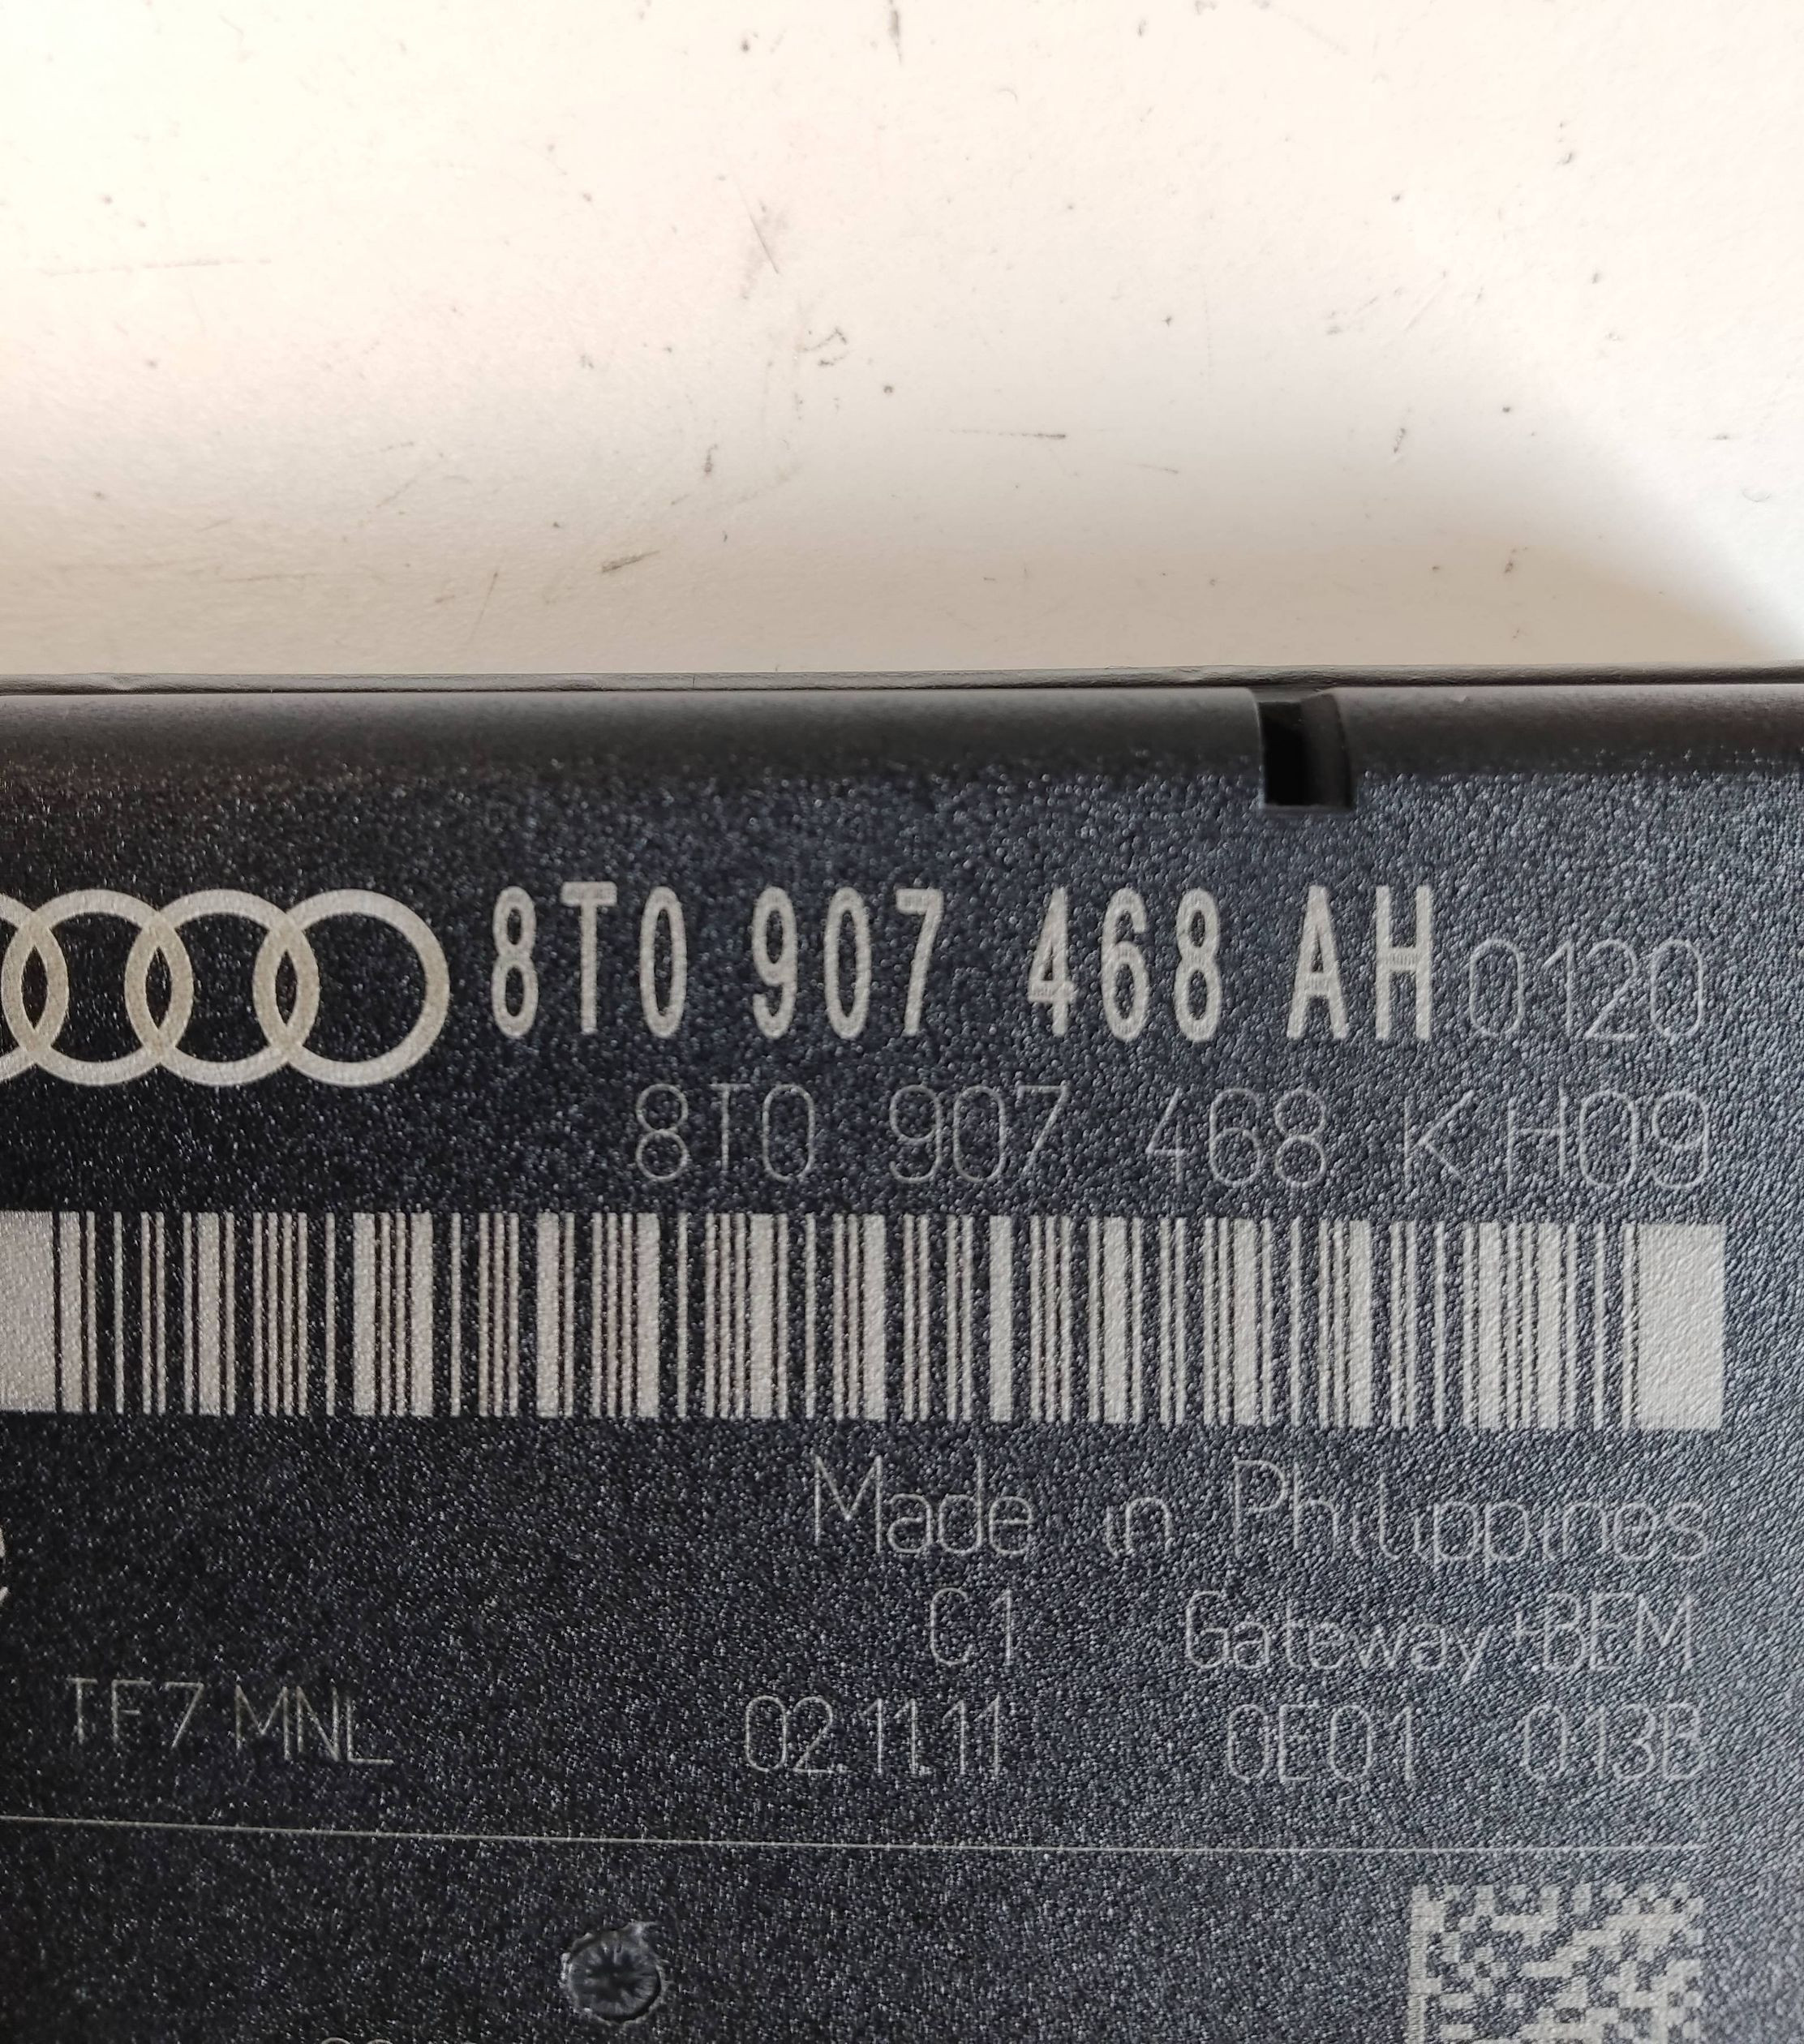 8T0 907 468 AH 0120
8T0 907 468 K H09
Made in Philippines
C1 Gateway+BEM
TF7 MNL 02.11.11 0E01 013B